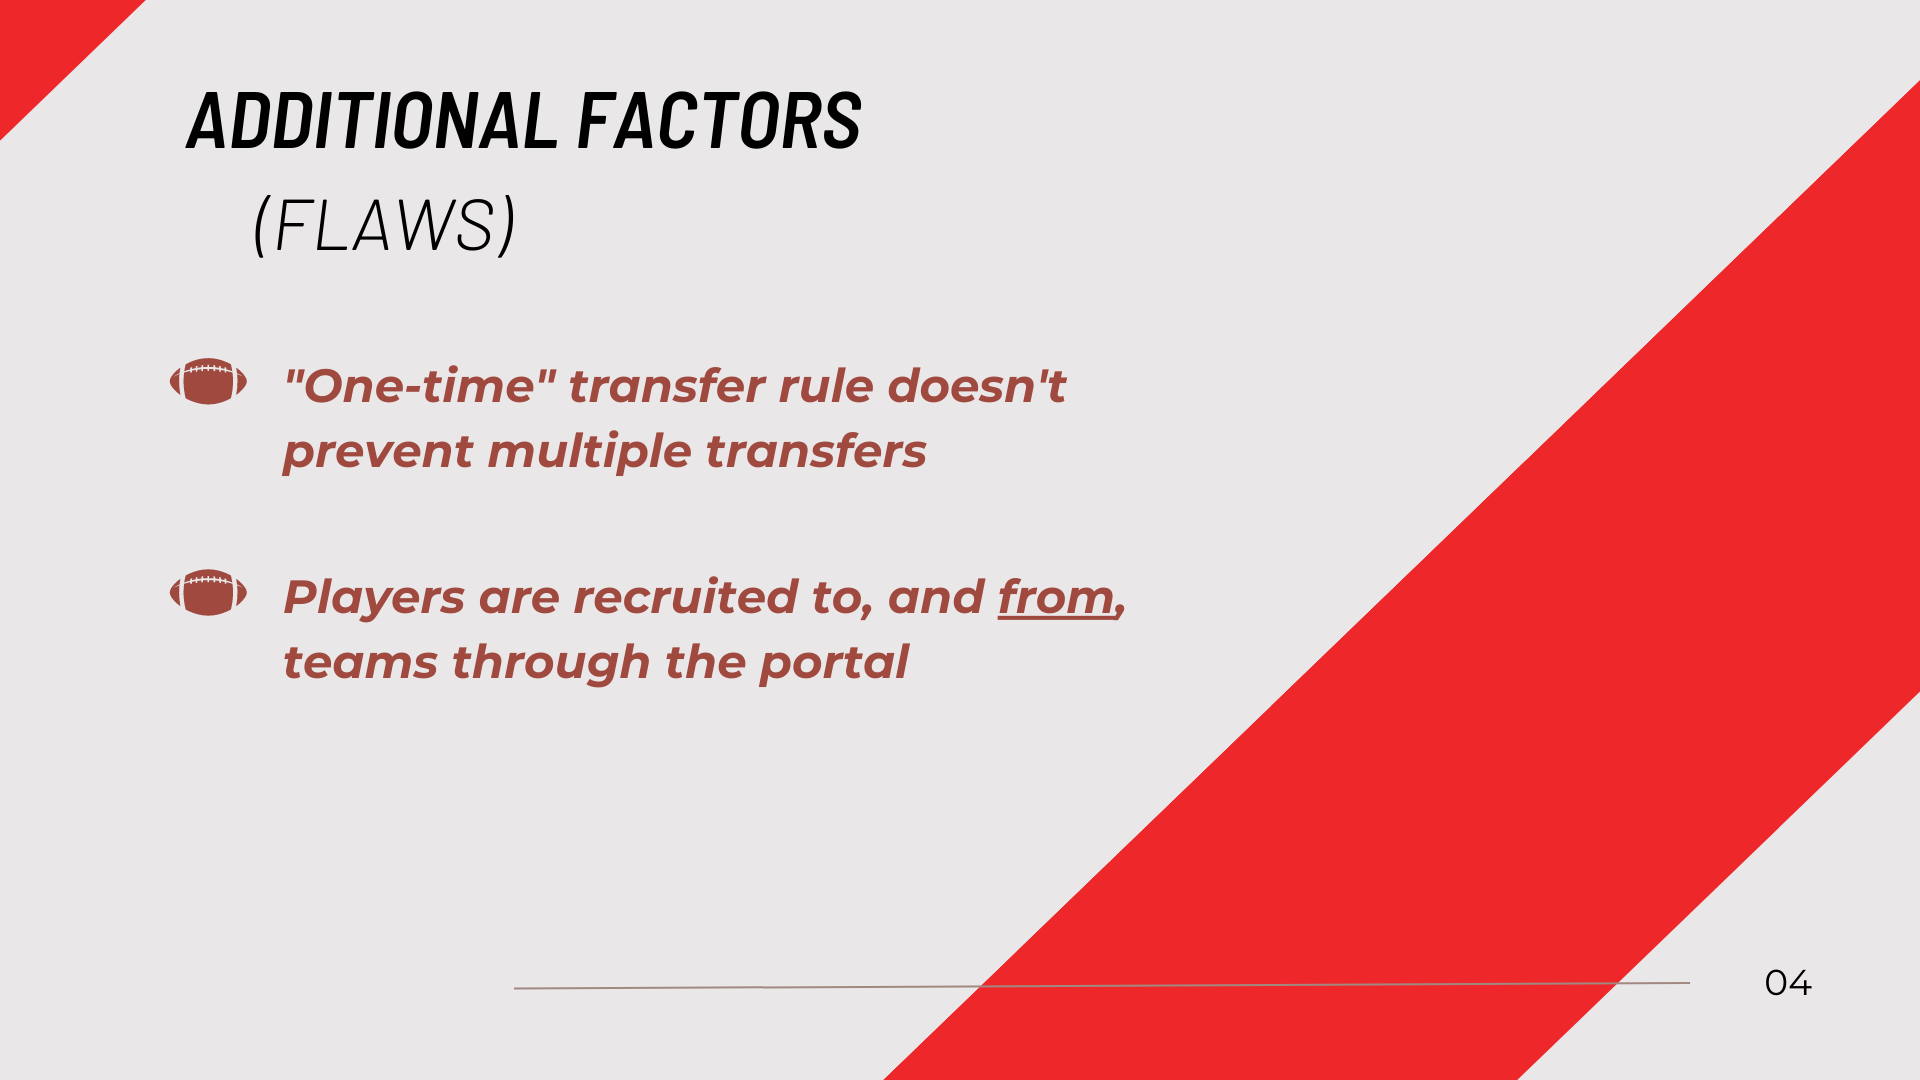 ADDITIONAL FACTORS
(FLAWS)
"One-time" transfer rule doesn't
prevent multiple transfers
Players are recruited to, and from,
teams through the portal
04